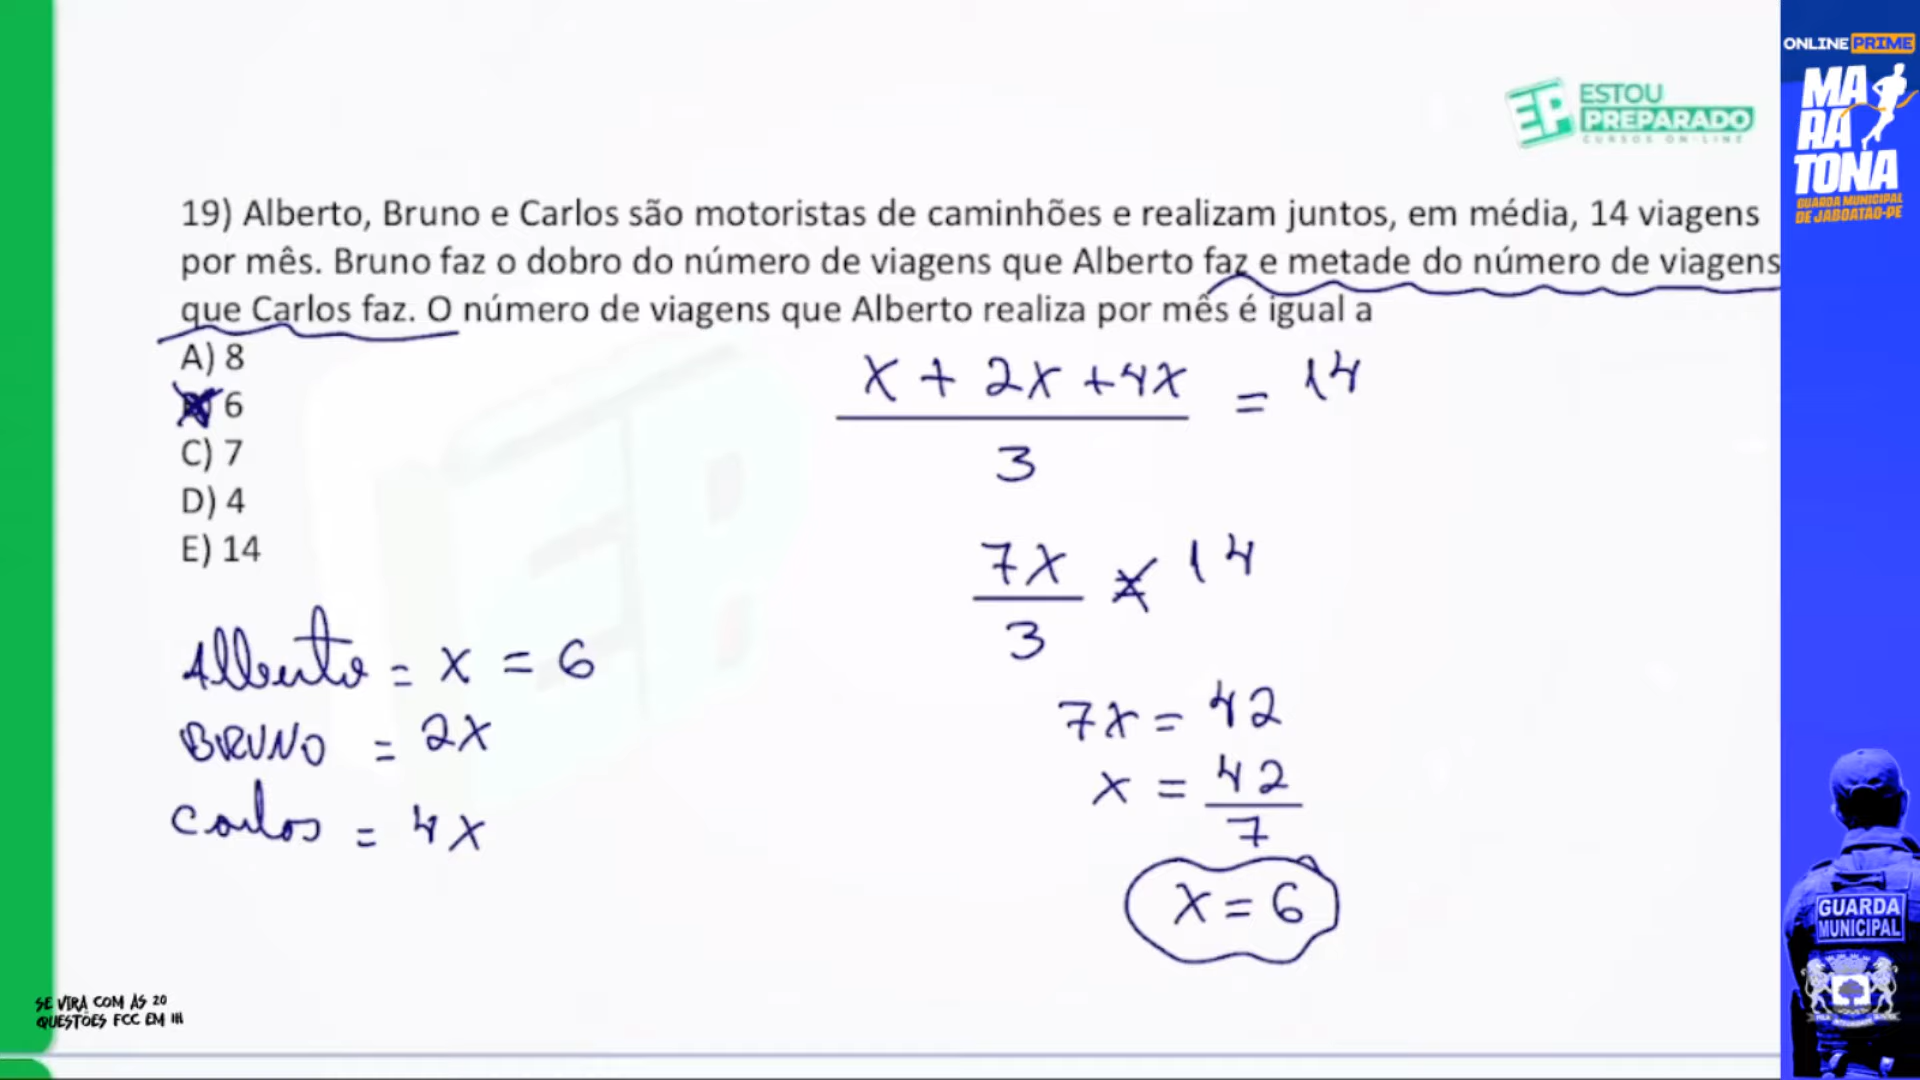 ONLINE PRIME
MA
RA
TONA
GUARDA MUNICIPAL
DE JABOATÃO-PE
EP ESTOU
PREPARADO
CURSOS ON-LINE
19) Alberto, Bruno e Carlos são motoristas de caminhões e realizam juntos, em média, 14 viagens
por mês. Bruno faz o dobro do número de viagens que Alberto faz e metade do número de viagens
que Carlos faz. O número de viagens que Alberto realiza por mês é igual a
A) 8
6
C) 7
D) 4
E) 14
x + 2x + 4x = 14
3
7x 14
3
7x = 42
x = 42
7
x = 6
Alberto = x = 6
BRUNO = 2x
Carlos = 4x
GUARDA
MUNICIPAL
SE VIRA COM AS 20
QUESTÕES FCC EM 1H